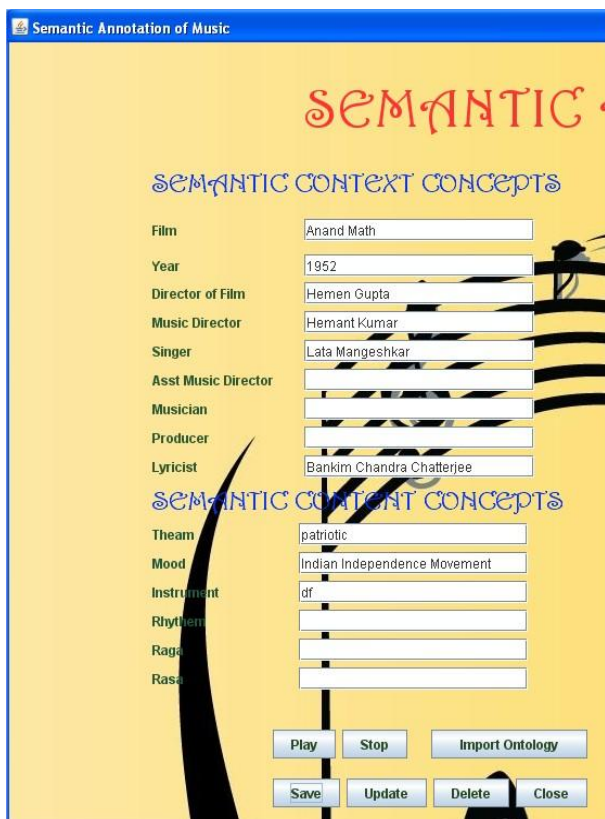 Semantic Annotation of Music
SEMANTIC
SEMANTIC CONTEXT CONCEPTS
Film Anand Math
Year 1952
Director of Film Hemen Gupta
Music Director Hemant Kumar
Singer Lata Mangeshkar
Asst Music Director
Musician
Producer
Lyricist Bankim Chandra Chatterjee
SEMANTIC CONTENT CONCEPTS
Theam patriotic
Mood Indian Independence Movement
Instrument df
Rhythem
Raga
Rasa
Play Stop Import Ontology
Save Update Delete Close